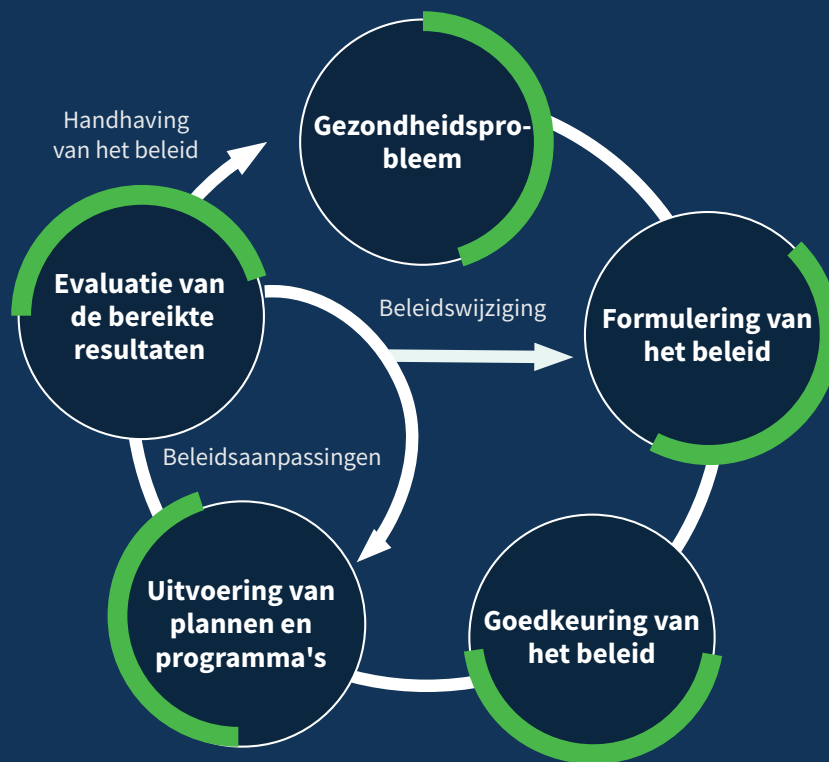 Handhaving
van het beleid
Gezondheidspro-
bleem
Evaluatie van
de bereikte
resultaten
Beleidswijziging
Formulering van
het beleid
Beleidsaanpassingen
Uitvoering van
plannen en
programma's
Goedkeuring van
het beleid